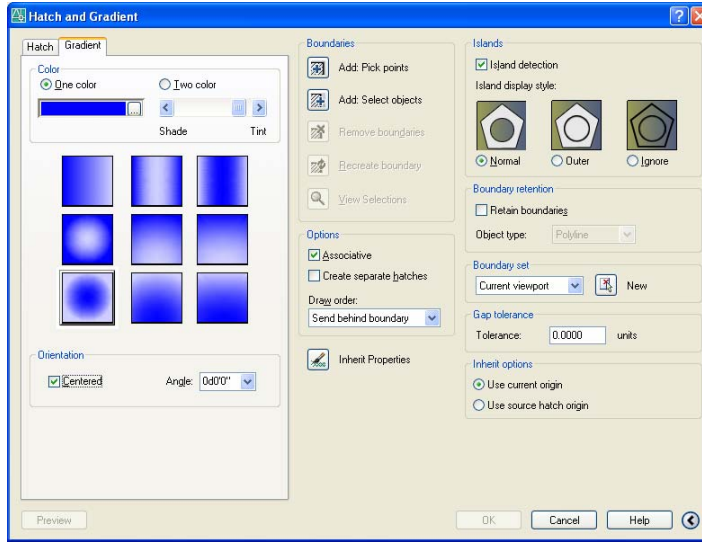 Hatch and Gradient
Hatch
Gradient
Color
One color
Two color
...
Shade
Tint
Orientation
Centered
Angle:
0d0'0"
Preview
Boundaries
Add: Pick points
Add: Select objects
Remove boundaries
Recreate boundary
View Selections
Options
Associative
Create separate hatches
Draw order:
Send behind boundary
Inherit Properties
Islands
Island detection
Island display style:
Normal
Outer
Ignore
Boundary retention
Retain boundaries
Object type:
Polyline
Boundary set
Current viewport
New
Gap tolerance
Tolerance:
0.0000
units
Inherit options
Use current origin
Use source hatch origin
OK
Cancel
Help